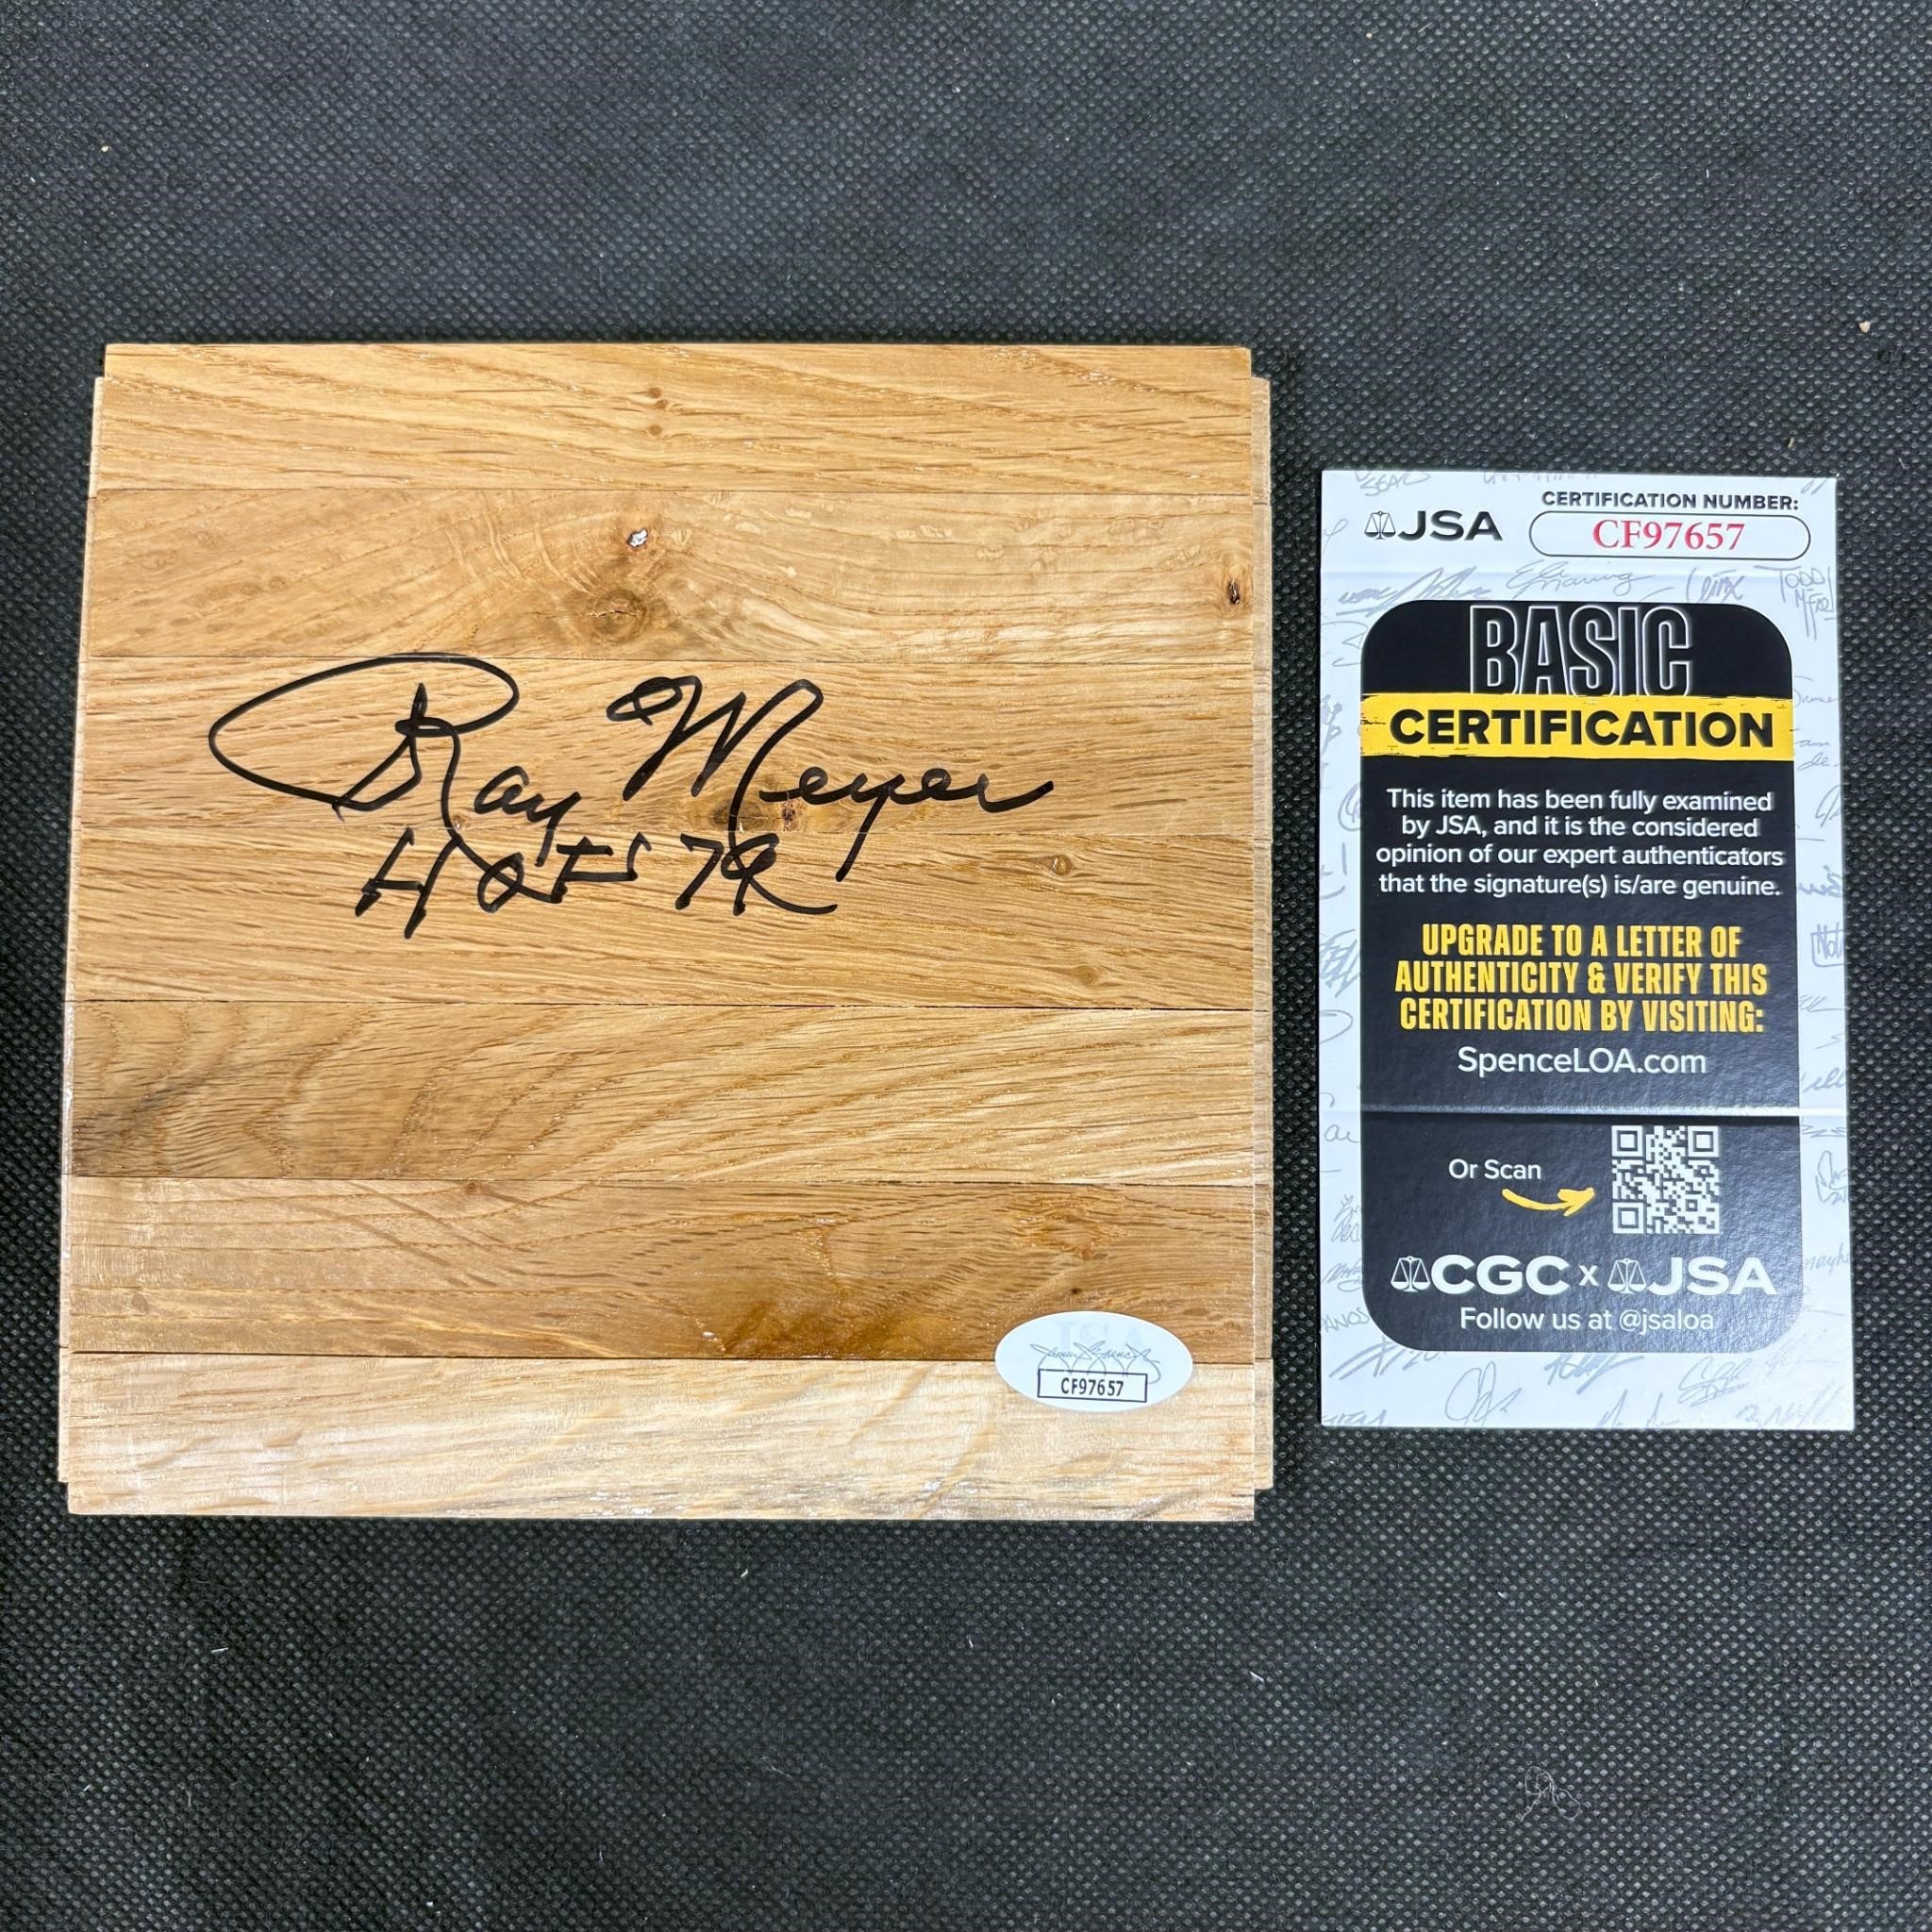 Ray Meyer
HOF 79
CF97657
JSA
CERTIFICATION NUMBER:
CF97657
BASIC
CERTIFICATION
This item has been fully examined
by JSA, and it is the considered
opinion of our expert authenticators
that the signature(s) is/are genuine.
UPGRADE TO A LETTER OF
AUTHENTICITY & VERIFY THIS
CERTIFICATION BY VISITING:
SpenceLOA.com
Or Scan
CGC x JSA
Follow us at @jsaloa